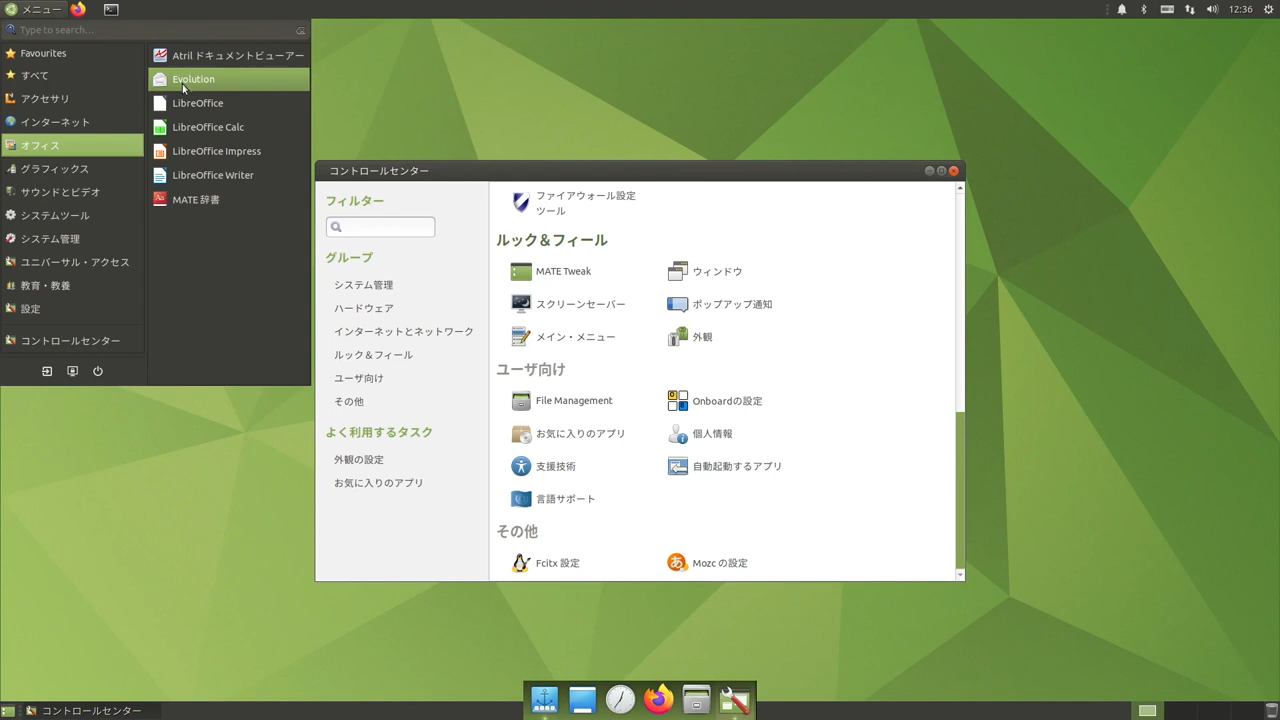 メニュー
12:36
Type to search...
Favourites
すべて
アクセサリ
インターネット
オフィス
グラフィックス
サウンドとビデオ
システムツール
システム管理
ユニバーサル・アクセス
教育・教養
設定
コントロールセンター
Atril ドキュメントビューアー
Evolution
LibreOffice
LibreOffice Calc
LibreOffice Impress
LibreOffice Writer
MATE 辞書
コントロールセンター
フィルター
グループ
システム管理
ハードウェア
インターネットとネットワーク
ルック＆フィール
ユーザ向け
その他
よく利用するタスク
外観の設定
お気に入りのアプリ
ファイアウォール設定
ツール
ルック＆フィール
MATE Tweak
ウィンドウ
スクリーンセーバー
ポップアップ通知
メイン・メニュー
外観
ユーザ向け
File Management
Onboardの設定
お気に入りのアプリ
個人情報
支援技術
自動起動するアプリ
言語サポート
その他
Fcitx 設定
Mozc の設定
コントロールセンター